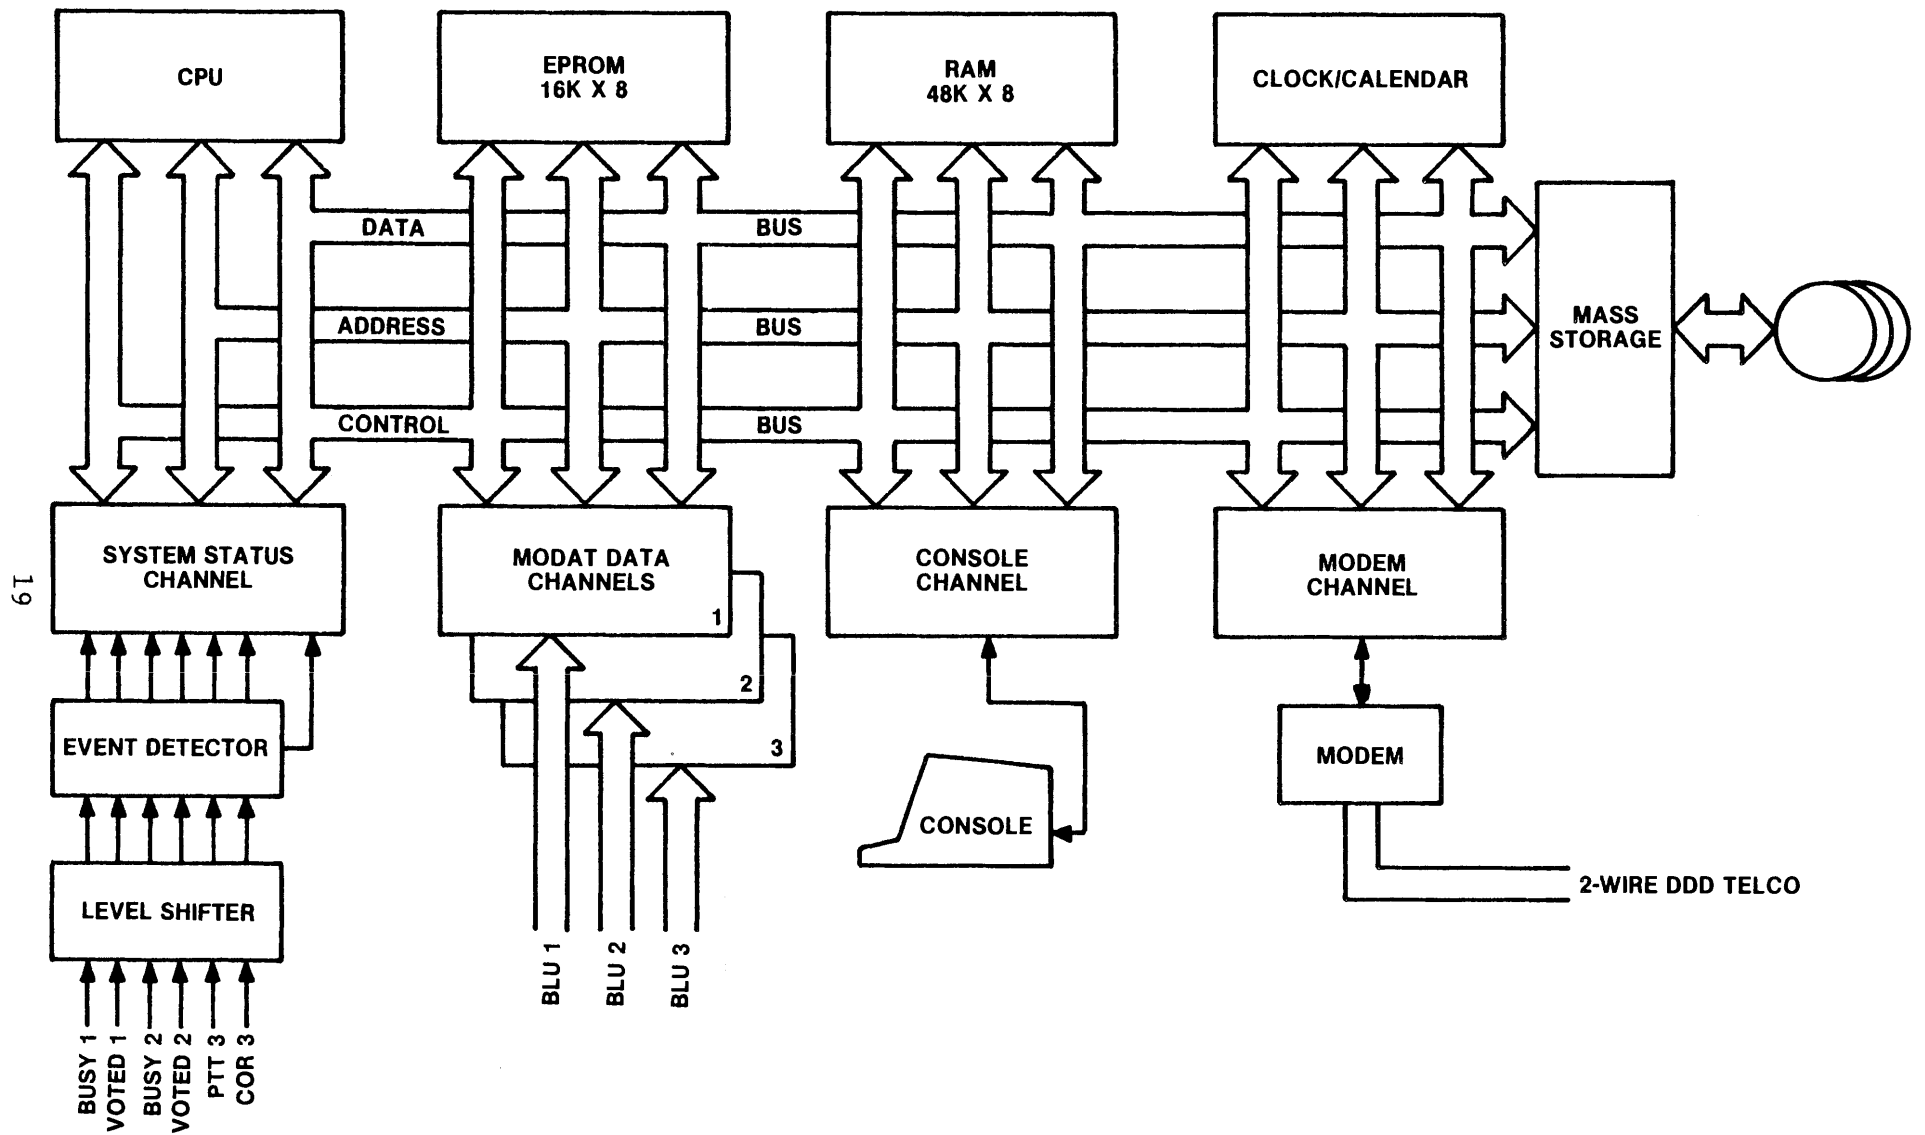 CPU
EPROM
16K X 8
RAM
48K X 8
CLOCK/CALENDAR
DATA
BUS
ADDRESS
BUS
CONTROL
BUS
MASS
STORAGE
SYSTEM STATUS
CHANNEL
MODAT DATA
CHANNELS
1
2
3
CONSOLE
CHANNEL
MODEM
CHANNEL
19
EVENT DETECTOR
MODEM
CONSOLE
LEVEL SHIFTER
2-WIRE DDD TELCO
BLU 1
BLU 2
BLU 3
BUSY 1
VOTED 1
BUSY 2
VOTED 2
PTT 3
COR 3